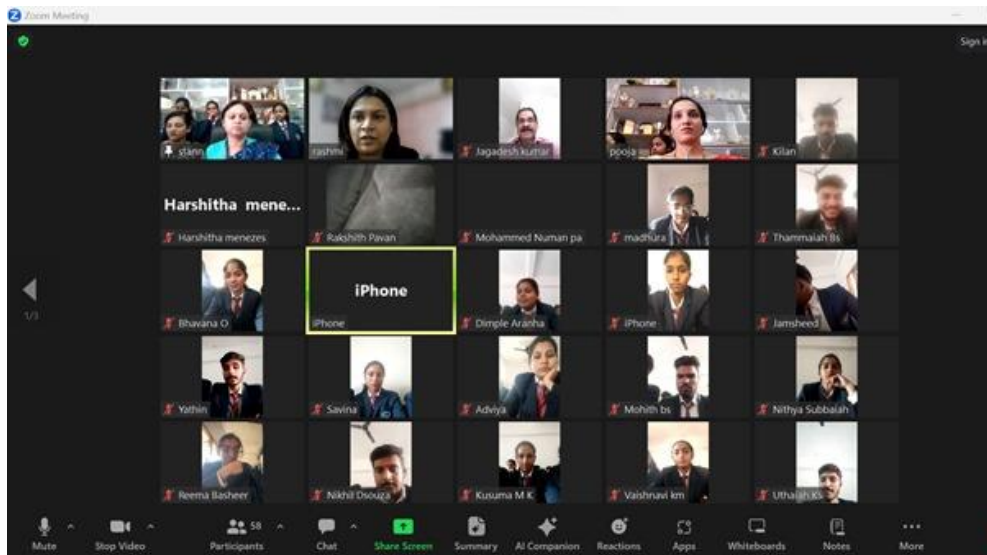 Zoom Meeting
Sign in
stann
rashmi
Jagadesh kumar
pooja
Kilan
Harshitha mene...
Harshitha menezes
Rakshith Pavan
Mohammed Numan pa
madhura
Thammaiah Bs
iPhone
Bhavana O
iPhone
Dimple Aranha
iPhone
Jamsheed
1/3
Yathin
Savina
Adviya
Mohith bs
Nithya Subbaiah
Reema Basheer
Nikhil Dsouza
Kusuma M K
Vaishnavi km
Uthaiah Ks
58
Mute
Stop Video
Participants
Chat
Share Screen
Summary
AI Companion
Reactions
Apps
Whiteboards
Notes
More